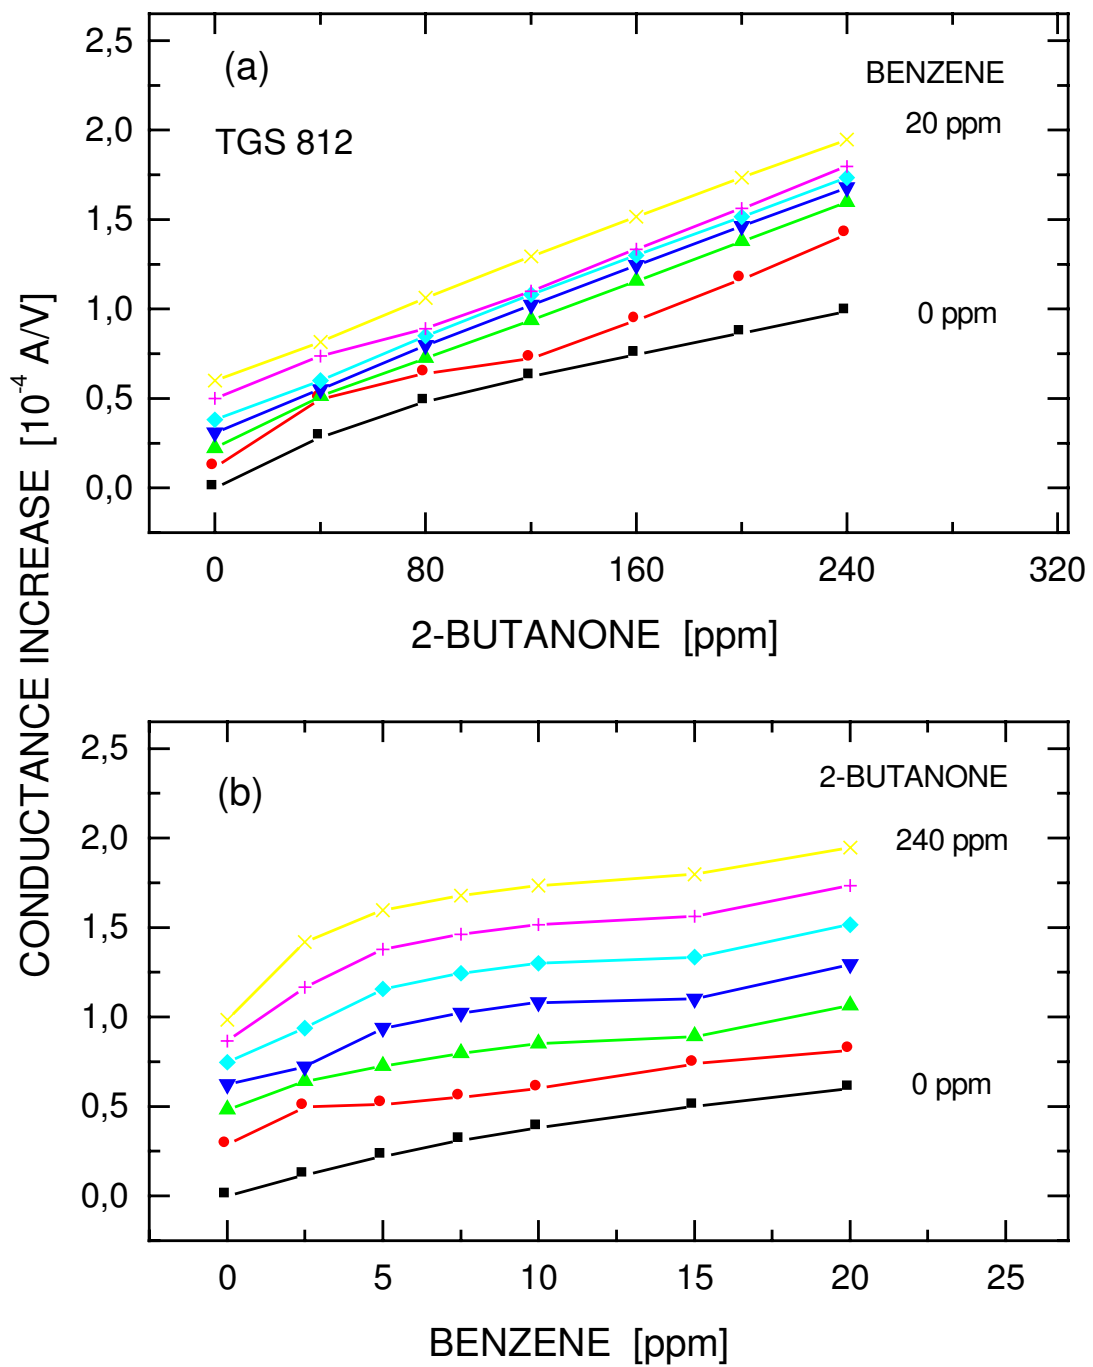 (a)
BENZENE
20 ppm
TGS 812
0 ppm
2,5
2,0
1,5
1,0
0,5
0,0
0 80 160 240 320
2-BUTANONE [ppm]
CONDUCTANCE INCREASE [10⁻⁴ A/V]
(b)
2-BUTANONE
240 ppm
0 ppm
2,5
2,0
1,5
1,0
0,5
0,0
0 5 10 15 20 25
BENZENE [ppm]